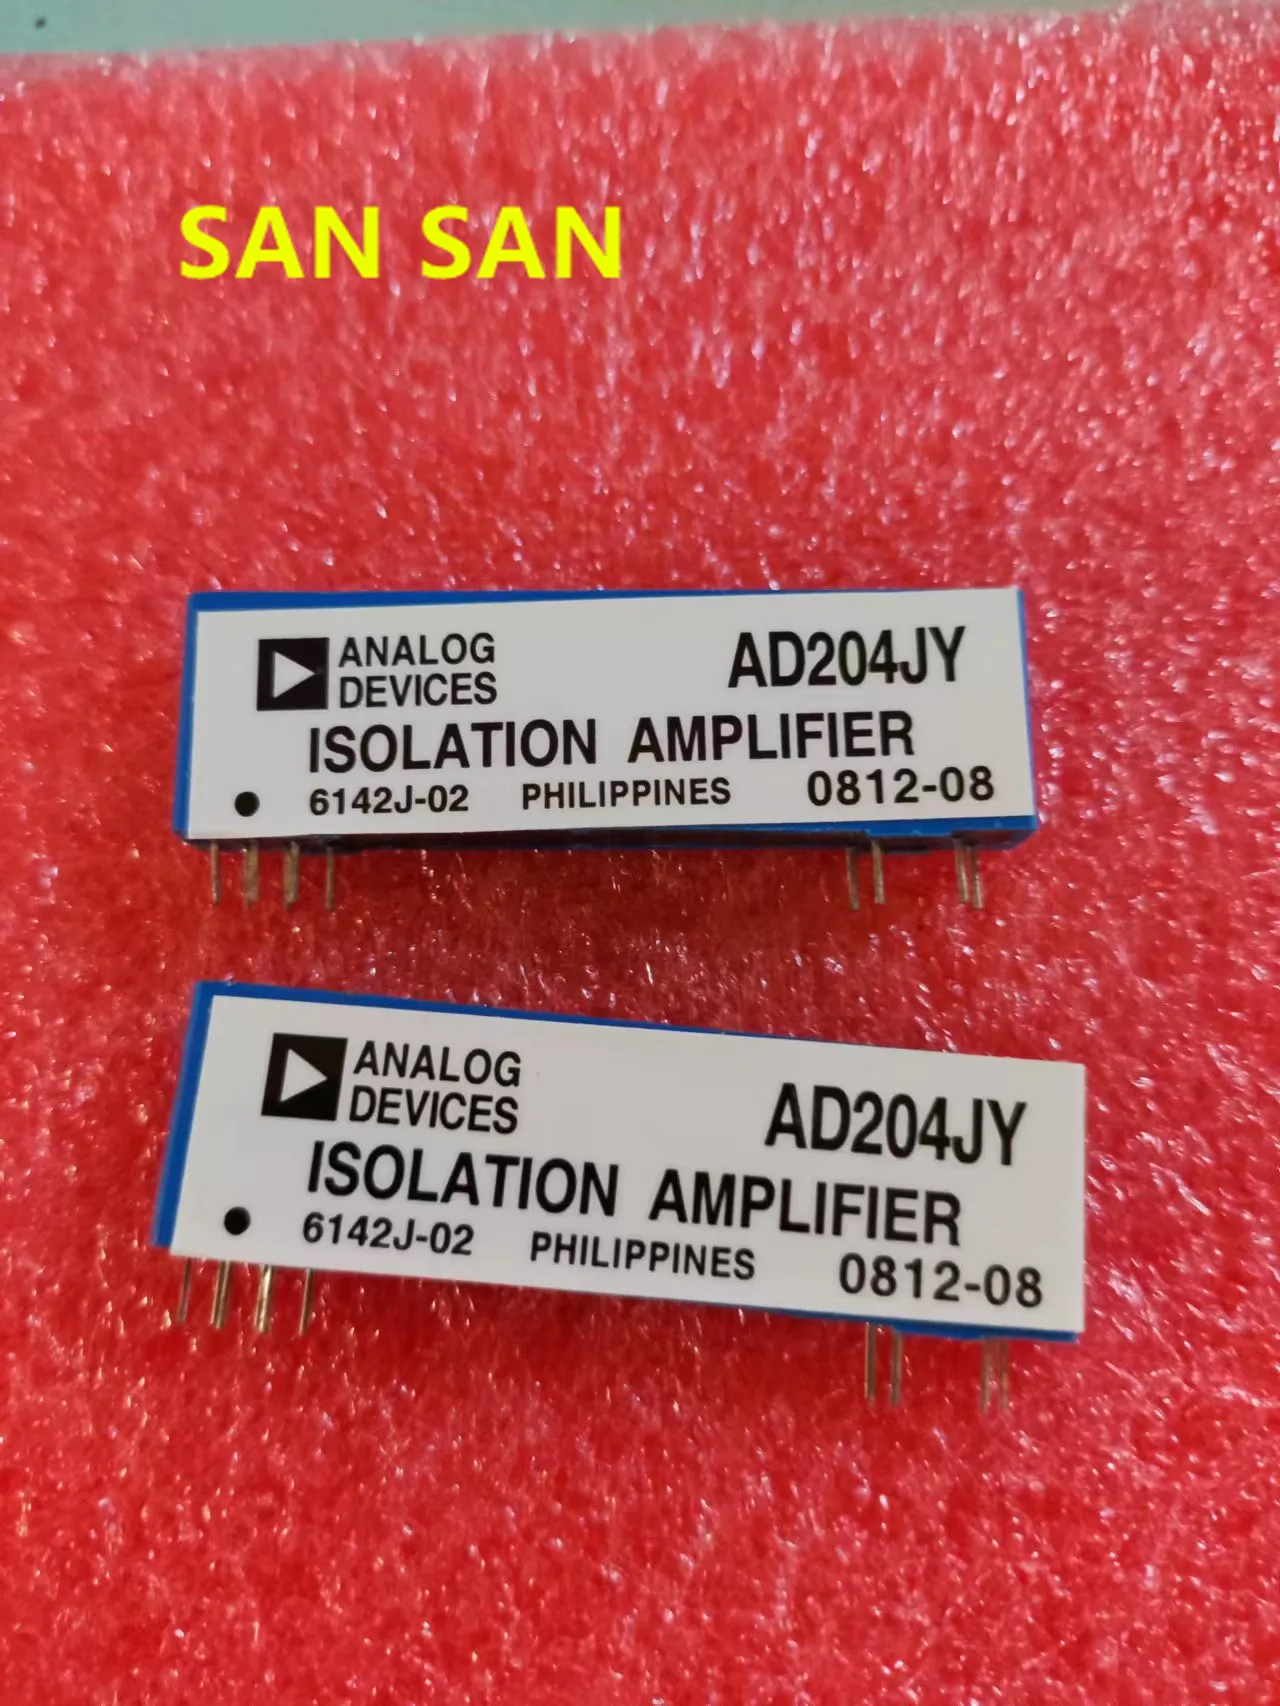 SAN SAN
ANALOG
DEVICES
AD204JY
ISOLATION AMPLIFIER
6142J-02 PHILIPPINES 0812-08
ANALOG
DEVICES
AD204JY
ISOLATION AMPLIFIER
6142J-02 PHILIPPINES 0812-08